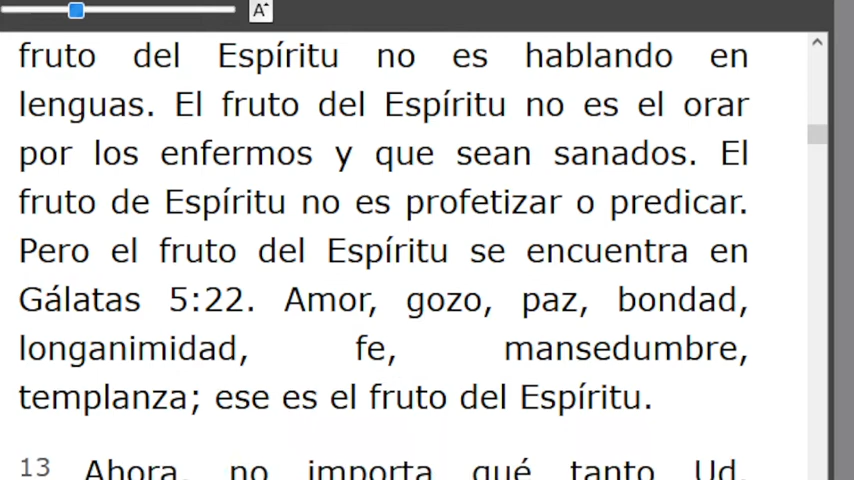 A
fruto del Espíritu no es hablando en
lenguas. El fruto del Espíritu no es el orar
por los enfermos y que sean sanados. El
fruto de Espíritu no es profetizar o predicar.
Pero el fruto del Espíritu se encuentra en
Gálatas 5:22. Amor, gozo, paz, bondad,
longanimidad, fe, mansedumbre,
templanza; ese es el fruto del Espíritu.
13 Ahora, no importa qué tanto Ud.